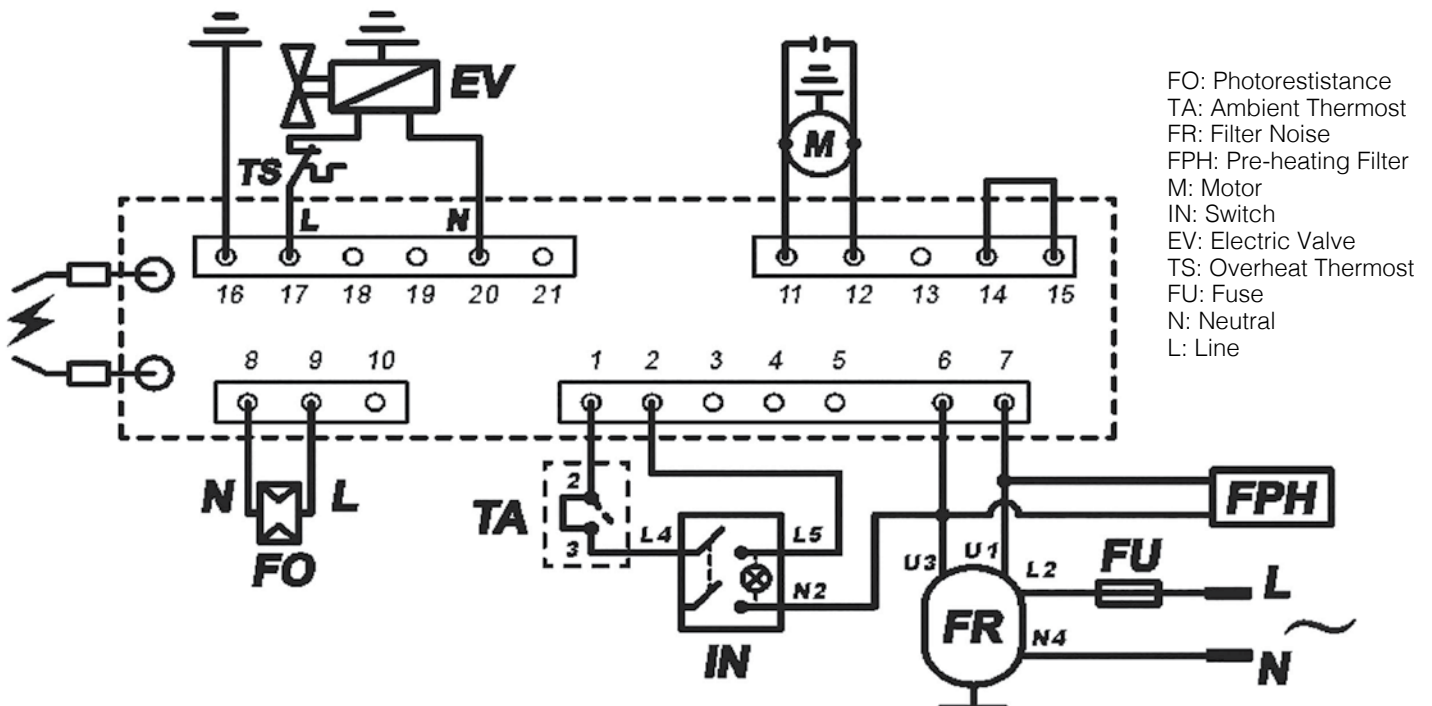 EV
TS
L
N
M
16 17 18 19 20 21
11 12 13 14 15
8 9 10
1 2 3 4 5 6 7
N
L
FO
TA
2
3
L4
L5
N2
IN
U3
U1
FR
L2
N4
FU
L
N
FPH
FO: Photorestistance
TA: Ambient Thermost
FR: Filter Noise
FPH: Pre-heating Filter
M: Motor
IN: Switch
EV: Electric Valve
TS: Overheat Thermost
FU: Fuse
N: Neutral
L: Line